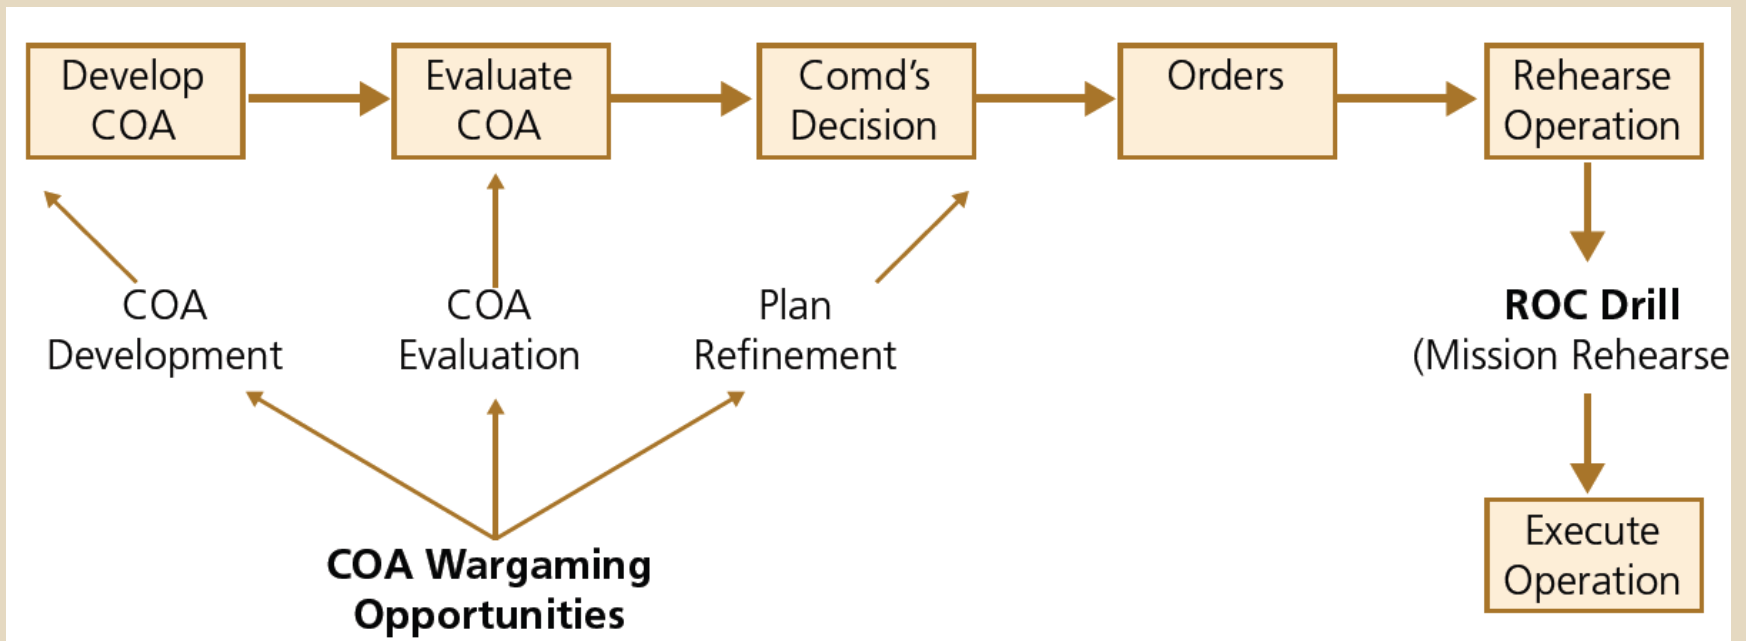 Develop
COA
Evaluate
COA
Comd's
Decision
Orders
Rehearse
Operation
COA
Development
COA
Evaluation
Plan
Refinement
ROC Drill
(Mission Rehearse
COA Wargaming
Opportunities
Execute
Operation